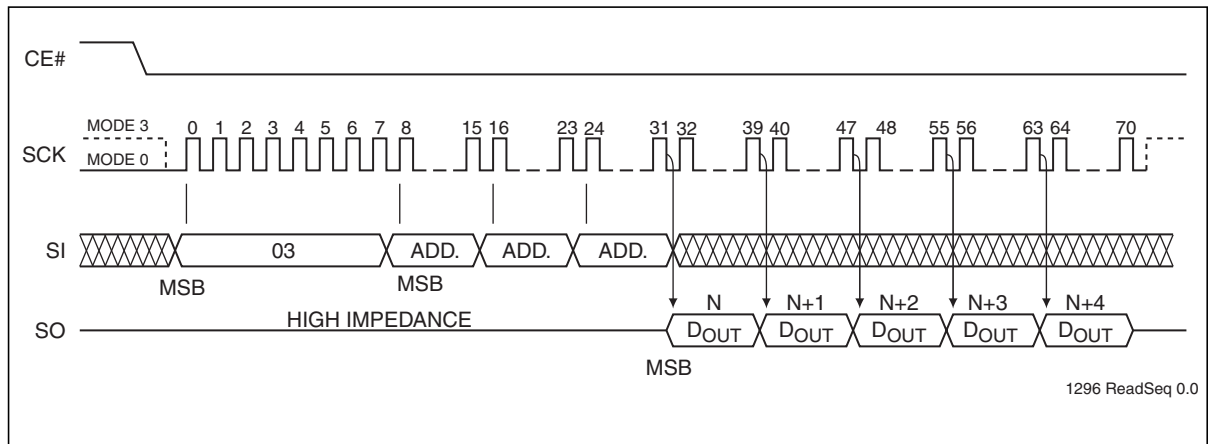 CE#
MODE 3
0 1 2 3 4 5 6 7 8 15 16 23 24 31 32 39 40 47 48 55 56 63 64 70
SCK
MODE 0
SI
03 ADD. ADD. ADD.
MSB MSB
N N+1 N+2 N+3 N+4
HIGH IMPEDANCE
SO
DOUT DOUT DOUT DOUT DOUT
MSB
1296 ReadSeq 0.0